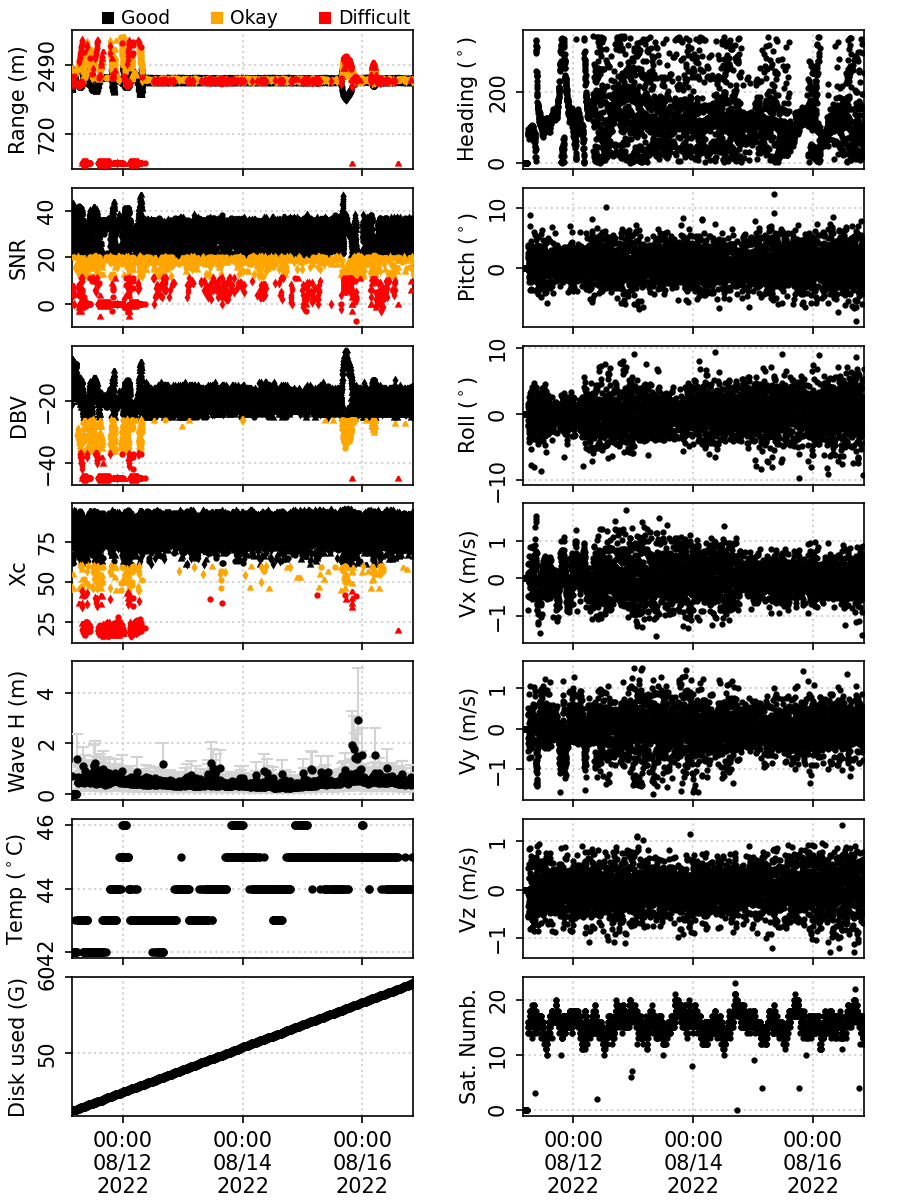 Good Okay Difficult
Range (m)
2490
720
Heading (°)
200
0
SNR
40
20
0
Pitch (°)
10
0
DBV
−20
−40
Roll (°)
10
0
−10
Xc
75
50
25
Vx (m/s)
1
0
−1
Wave H (m)
4
2
0
Vy (m/s)
1
0
−1
Temp (°C)
46
44
42
Vz (m/s)
1
0
−1
Disk used (G)
60
50
Sat. Numb.
20
10
0
00:00 00:00 00:00
08/12 08/14 08/16
2022 2022 2022
00:00 00:00 00:00
08/12 08/14 08/16
2022 2022 2022